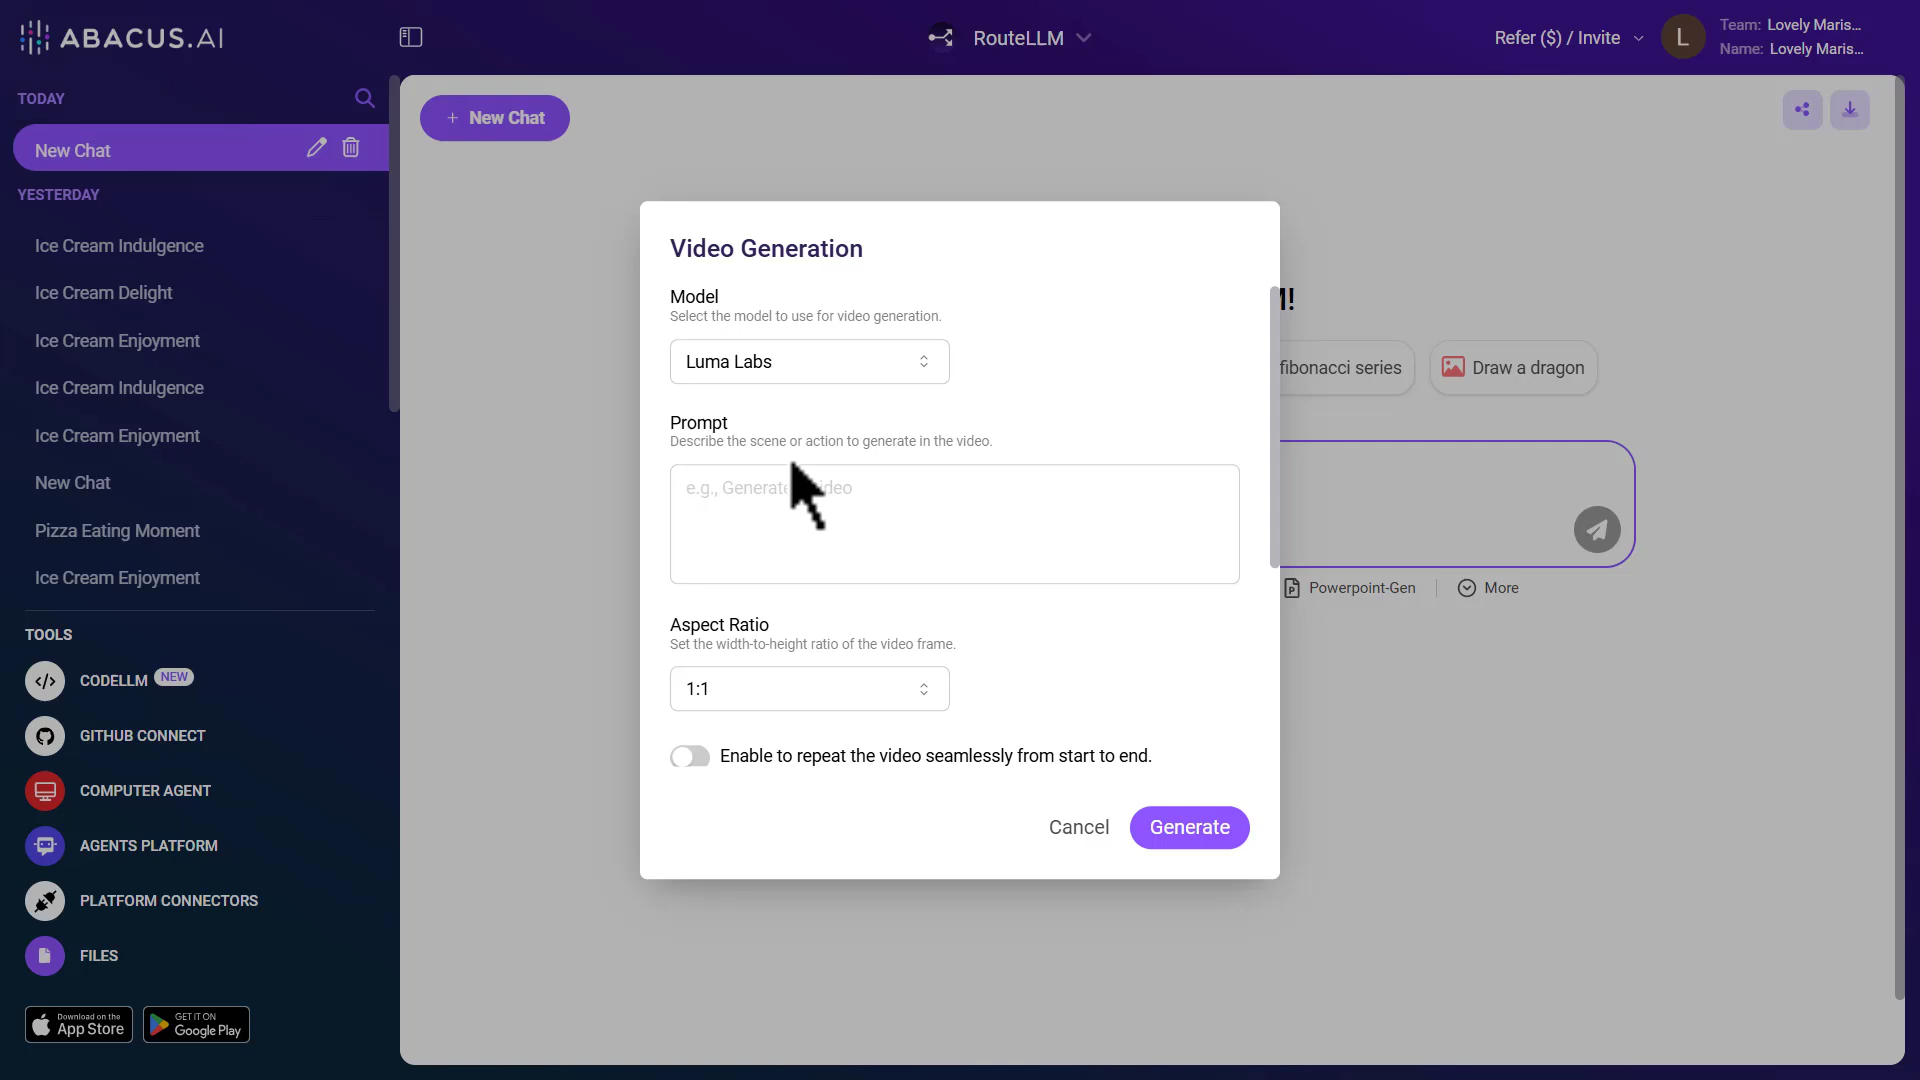 ABACUS.AI
RouteLLM
Refer ($) / Invite
L
Team: Lovely Maris...
Name: Lovely Maris...
TODAY
New Chat
YESTERDAY
Ice Cream Indulgence
Ice Cream Delight
Ice Cream Enjoyment
Ice Cream Indulgence
Ice Cream Enjoyment
New Chat
Pizza Eating Moment
Ice Cream Enjoyment
TOOLS
CODELLM NEW
GITHUB CONNECT
COMPUTER AGENT
AGENTS PLATFORM
PLATFORM CONNECTORS
FILES
Download on the
App Store
GET IT ON
Google Play
+ New Chat
Video Generation
Model
Select the model to use for video generation.
Luma Labs
Prompt
Describe the scene or action to generate in the video.
e.g., Generate
Aspect Ratio
Set the width-to-height ratio of the video frame.
1:1
Enable to repeat the video seamlessly from start to end.
Cancel
Generate
fibonacci series
Draw a dragon
Powerpoint-Gen
More